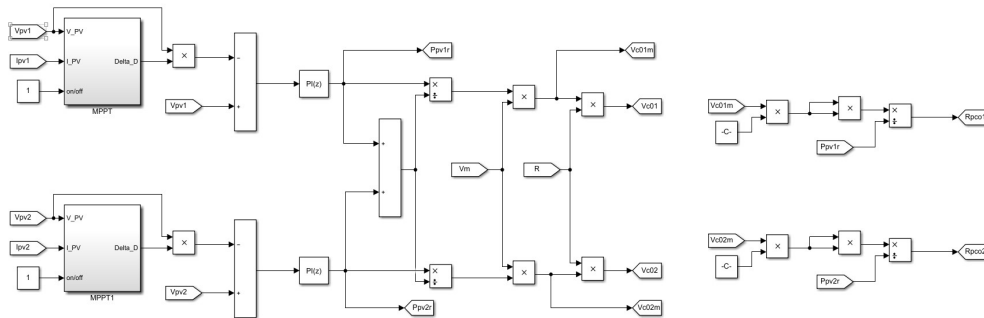 Vpv1
V_PV
Ipv1
I_PV
Delta_D
1
on/off
MPPT
×
−
Vpv1
+
PI(z)
Ppv1r
×
÷
×
Vc01m
×
Vc01
+
+
Vm
R
Vpv2
V_PV
Ipv2
I_PV
Delta_D
1
on/off
MPPT1
×
−
Vpv2
+
PI(z)
×
÷
×
×
Vc02
Ppv2r
Vc02m
Vc01m
-C-
×
×
×
÷
Ppv1r
Rpco1
Vc02m
-C-
×
×
×
÷
Ppv2r
Rpco2